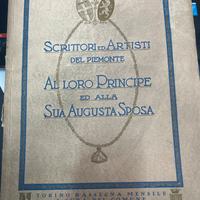 SCRITTORI ED ARTISTI
DEL PIEMONTE
AL LORO PRINCIPE
ED ALLA
SUA AUGUSTA SPOSA
TORINO RASSEGNA MENSILE